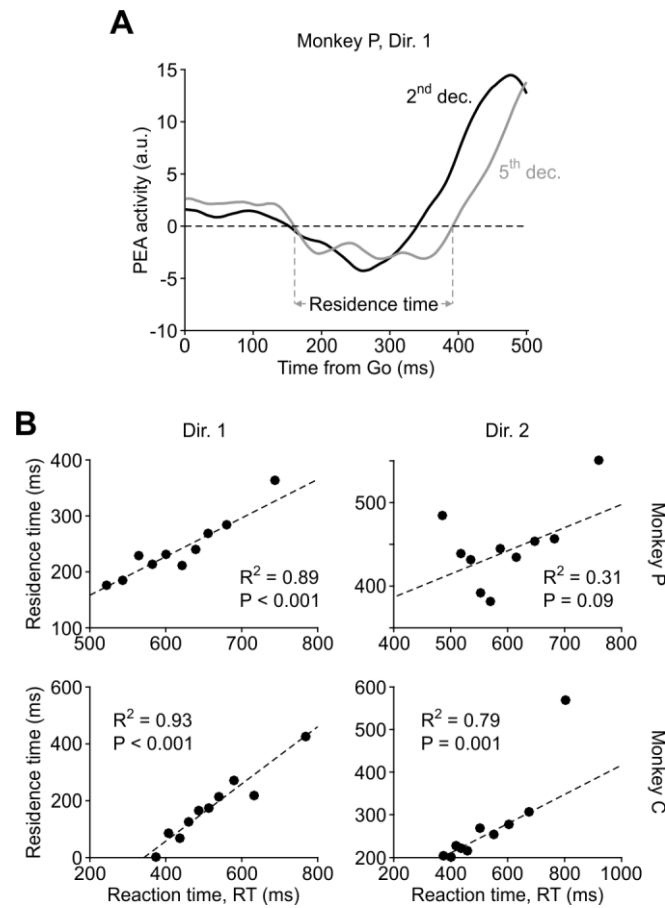 A
Monkey P, Dir. 1
PEA activity (a.u.)
15
10
5
0
-5
-10
2nd dec.
5th dec.
Residence time
0 100 200 300 400 500
Time from Go (ms)
B
Dir. 1
Dir. 2
Residence time (ms)
400
300
200
100
R2 = 0.89
P < 0.001
500 600 700 800
500
400
R2 = 0.31
P = 0.09
400 500 600 700 800
Monkey P
Residence time (ms)
600
400
200
0
R2 = 0.93
P < 0.001
200 400 600 800
Reaction time, RT (ms)
600
500
400
300
200
R2 = 0.79
P = 0.001
200 400 600 800 1000
Reaction time, RT (ms)
Monkey C